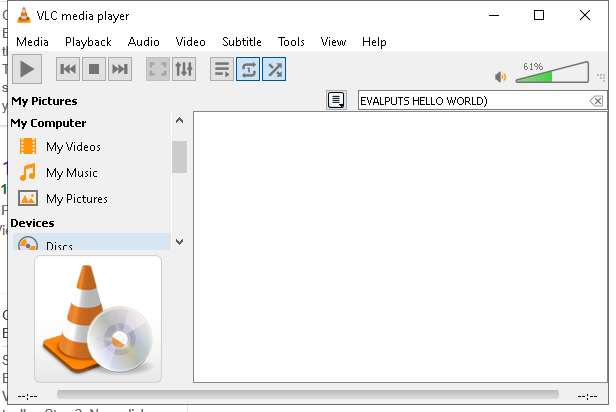 VLC media player
Media Playback Audio Video Subtitle Tools View Help
61%
My Pictures
EVALPUTS HELLO WORLD)
My Computer
My Videos
My Music
My Pictures
Devices
Discs
--:-- --:--